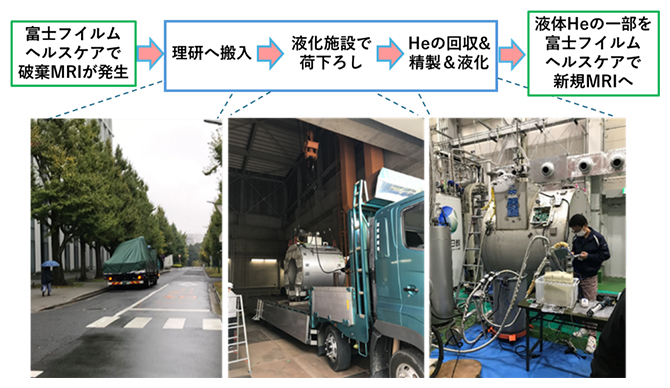 富士フイルム
ヘルスケアで
破棄MRIが発生
理研へ搬入
液化施設で
荷下ろし
Heの回収&
精製＆液化
液体Heの一部を
富士フイルム
ヘルスケアで
新規MRIへ